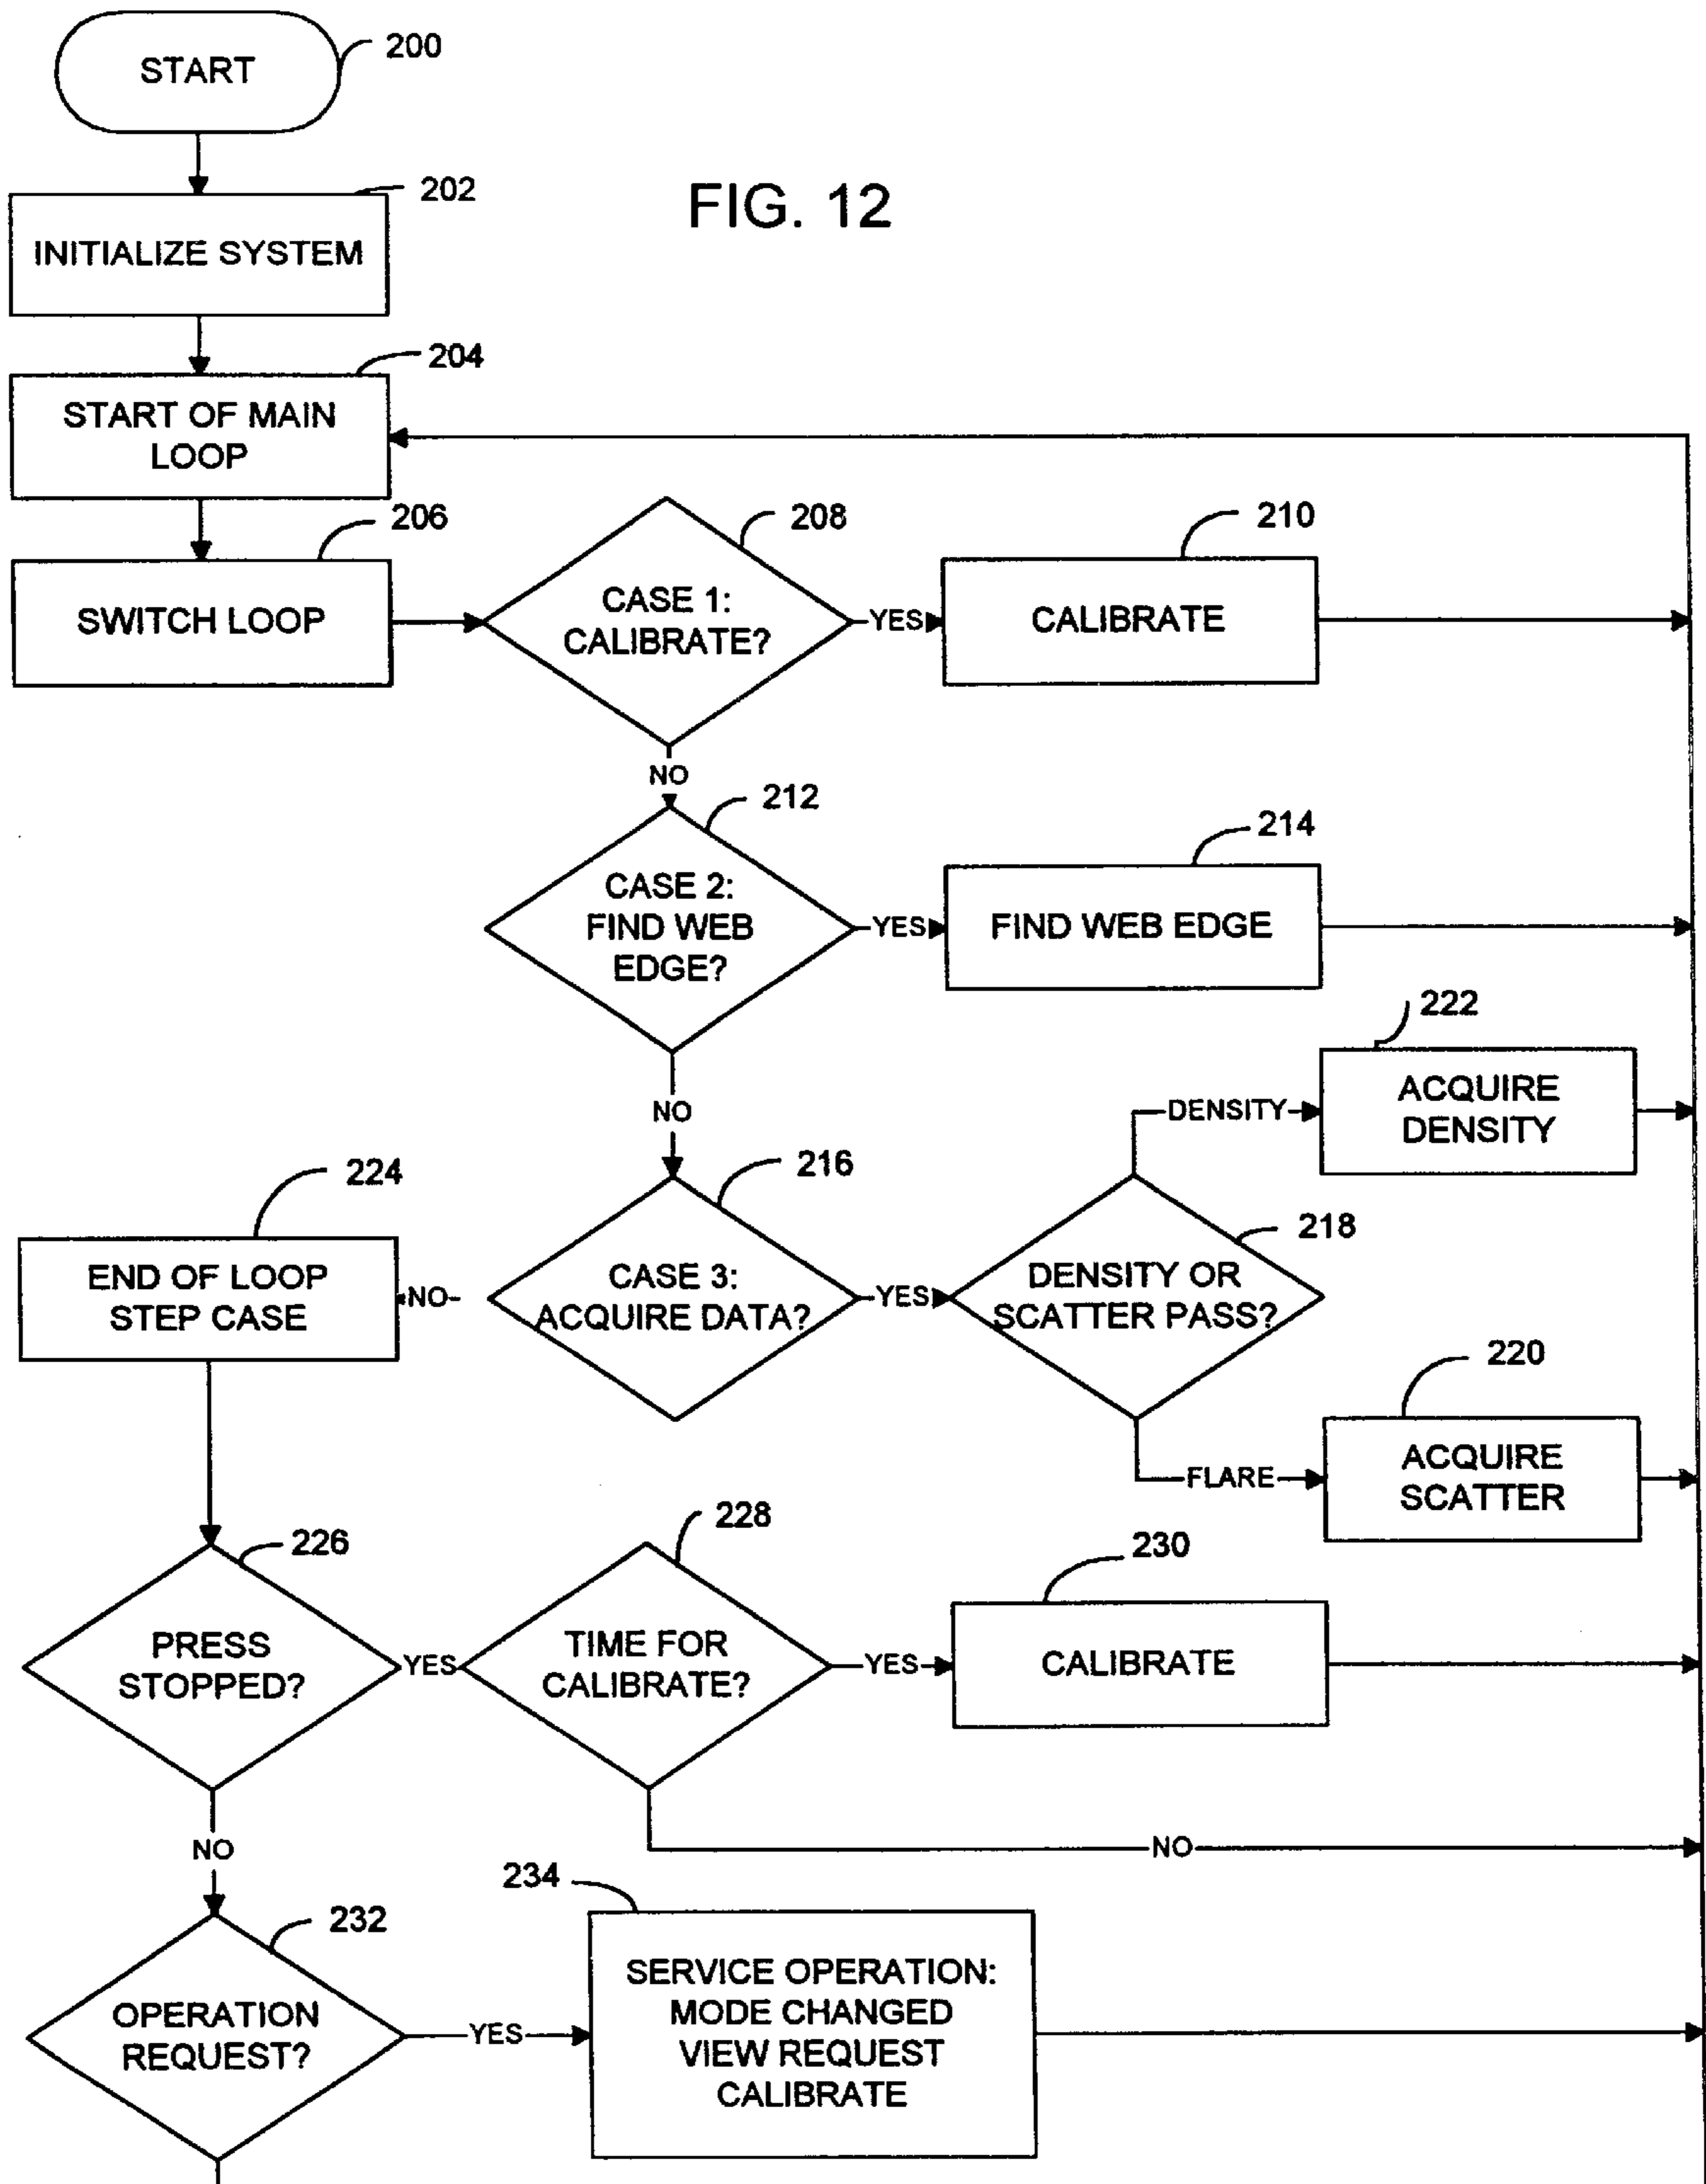 START
200
FIG. 12
202
INITIALIZE SYSTEM
204
START OF MAIN
LOOP
206
SWITCH LOOP
208
CASE 1:
CALIBRATE?
YES
210
CALIBRATE
NO
212
CASE 2:
FIND WEB
EDGE?
YES
214
FIND WEB EDGE
NO
222
ACQUIRE
DENSITY
DENSITY
216
CASE 3:
ACQUIRE DATA?
YES
218
DENSITY OR
SCATTER PASS?
NO
224
END OF LOOP
STEP CASE
220
ACQUIRE
SCATTER
FLARE
226
PRESS
STOPPED?
YES
228
TIME FOR
CALIBRATE?
YES
230
CALIBRATE
NO
NO
232
OPERATION
REQUEST?
YES
234
SERVICE OPERATION:
MODE CHANGED
VIEW REQUEST
CALIBRATE